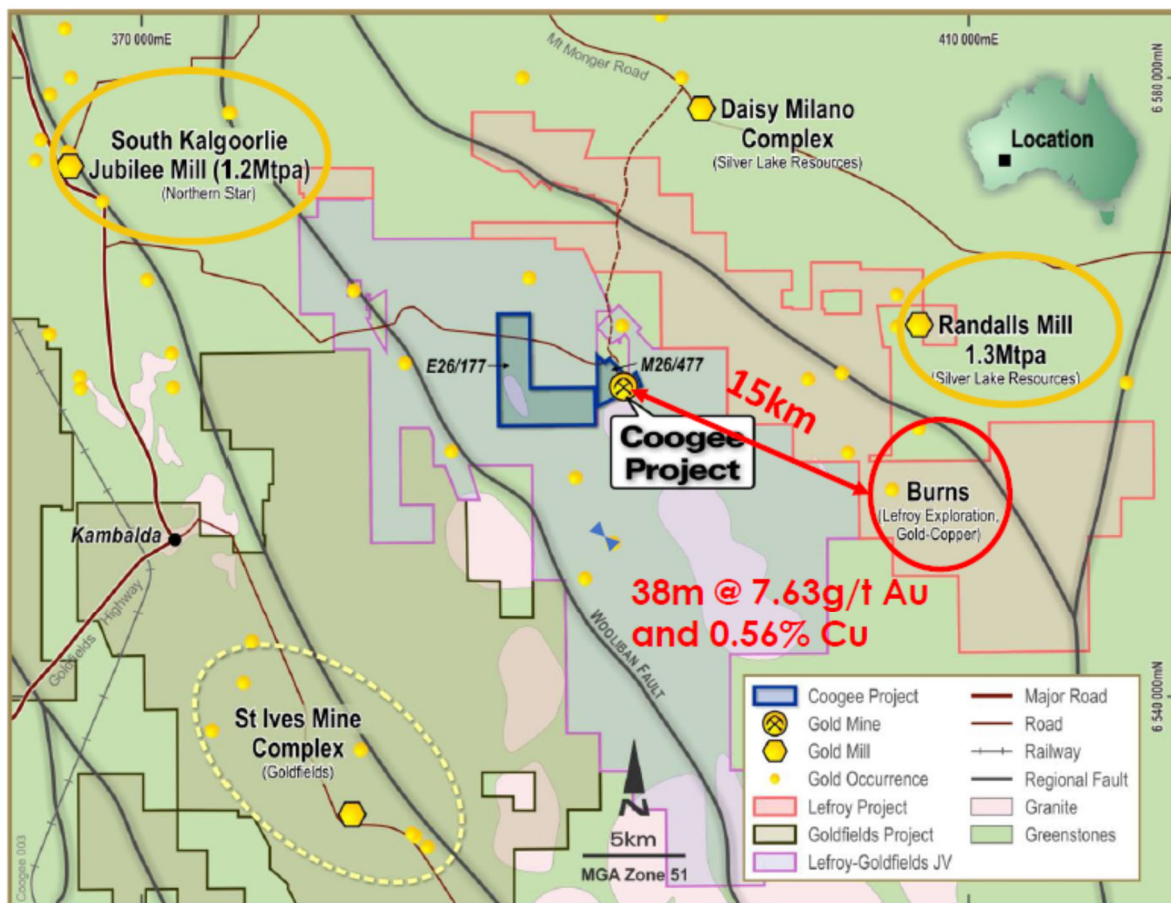 370 000mE
410 000mE
Mt Monger Road
6 580 000mN
South Kalgoorlie
Jubilee Mill (1.2Mtpa)
(Northern Star)
Daisy Milano
Complex
(Silver Lake Resources)
Location
Randalls Mill
1.3Mtpa
(Silver Lake Resources)
E26/177
M26/477
15km
Coogee
Project
Burns
(Lefroy Exploration,
Gold-Copper)
Kambalda
Goldfields Highway
38m @ 7.63g/t Au
and 0.56% Cu
WOOLIBAN FAULT
St Ives Mine
Complex
(Goldfields)
6 540 000mN
N
5km
MGA Zone 51
Coogee 003
Coogee Project
Gold Mine
Gold Mill
Gold Occurrence
Lefroy Project
Goldfields Project
Lefroy-Goldfields JV
Major Road
Road
Railway
Regional Fault
Granite
Greenstones